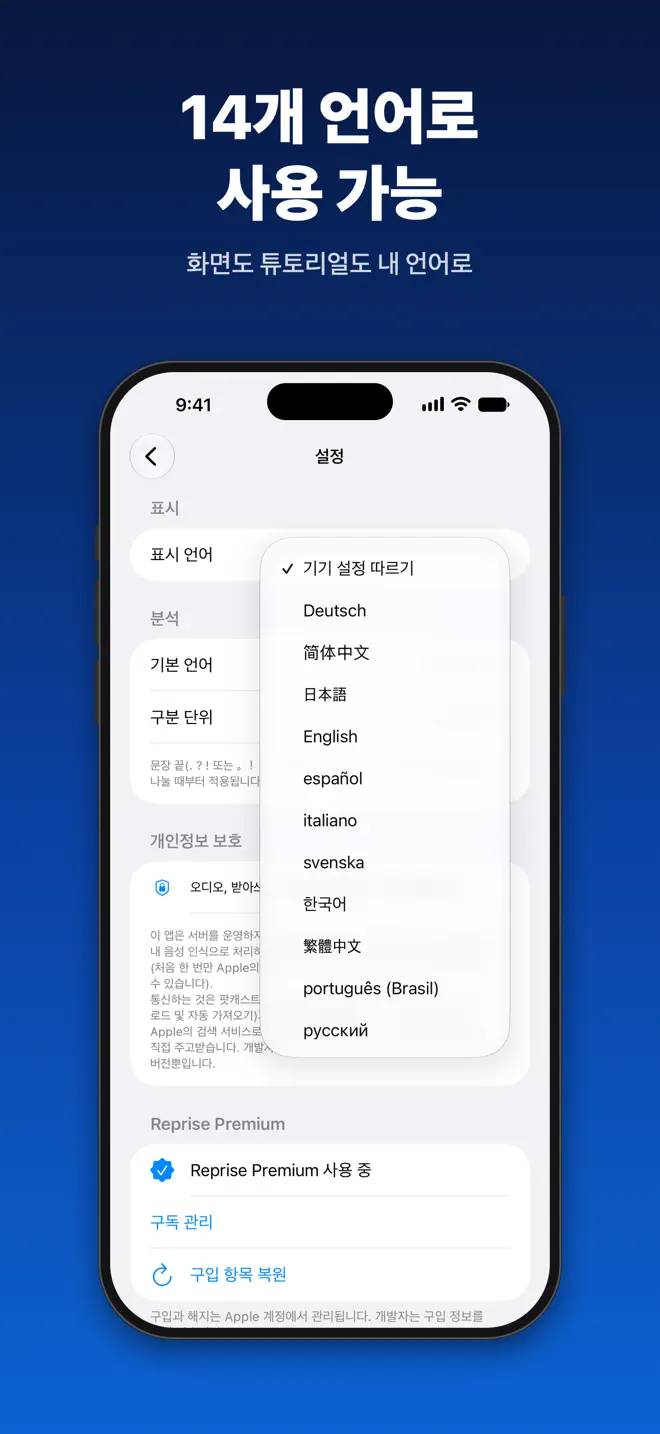 14개 언어로
사용 가능
화면도 튜토리얼도 내 언어로
9:41
설정
표시
표시 언어
기기 설정 따르기
Deutsch
简体中文
日本語
English
español
italiano
svenska
한국어
繁體中文
português (Brasil)
русский
분석
기본 언어
구분 단위
문장 끝(. ? ! 또는 。!
나눌 때부터 적용됩니다
개인정보 보호
오디오, 받아쓰
이 앱은 서버를 운영하지
내 음성 인식으로 처리하
(처음 한 번만 Apple의
수 있습니다).
통신하는 것은 팟캐스트
로드 및 자동 가져오기)
Apple의 검색 서비스로
직접 주고받습니다. 개발자
버전뿐입니다.
Reprise Premium
Reprise Premium 사용 중
구독 관리
구입 항목 복원
구입과 해지는 Apple 계정에서 관리됩니다. 개발자는 구입 정보를